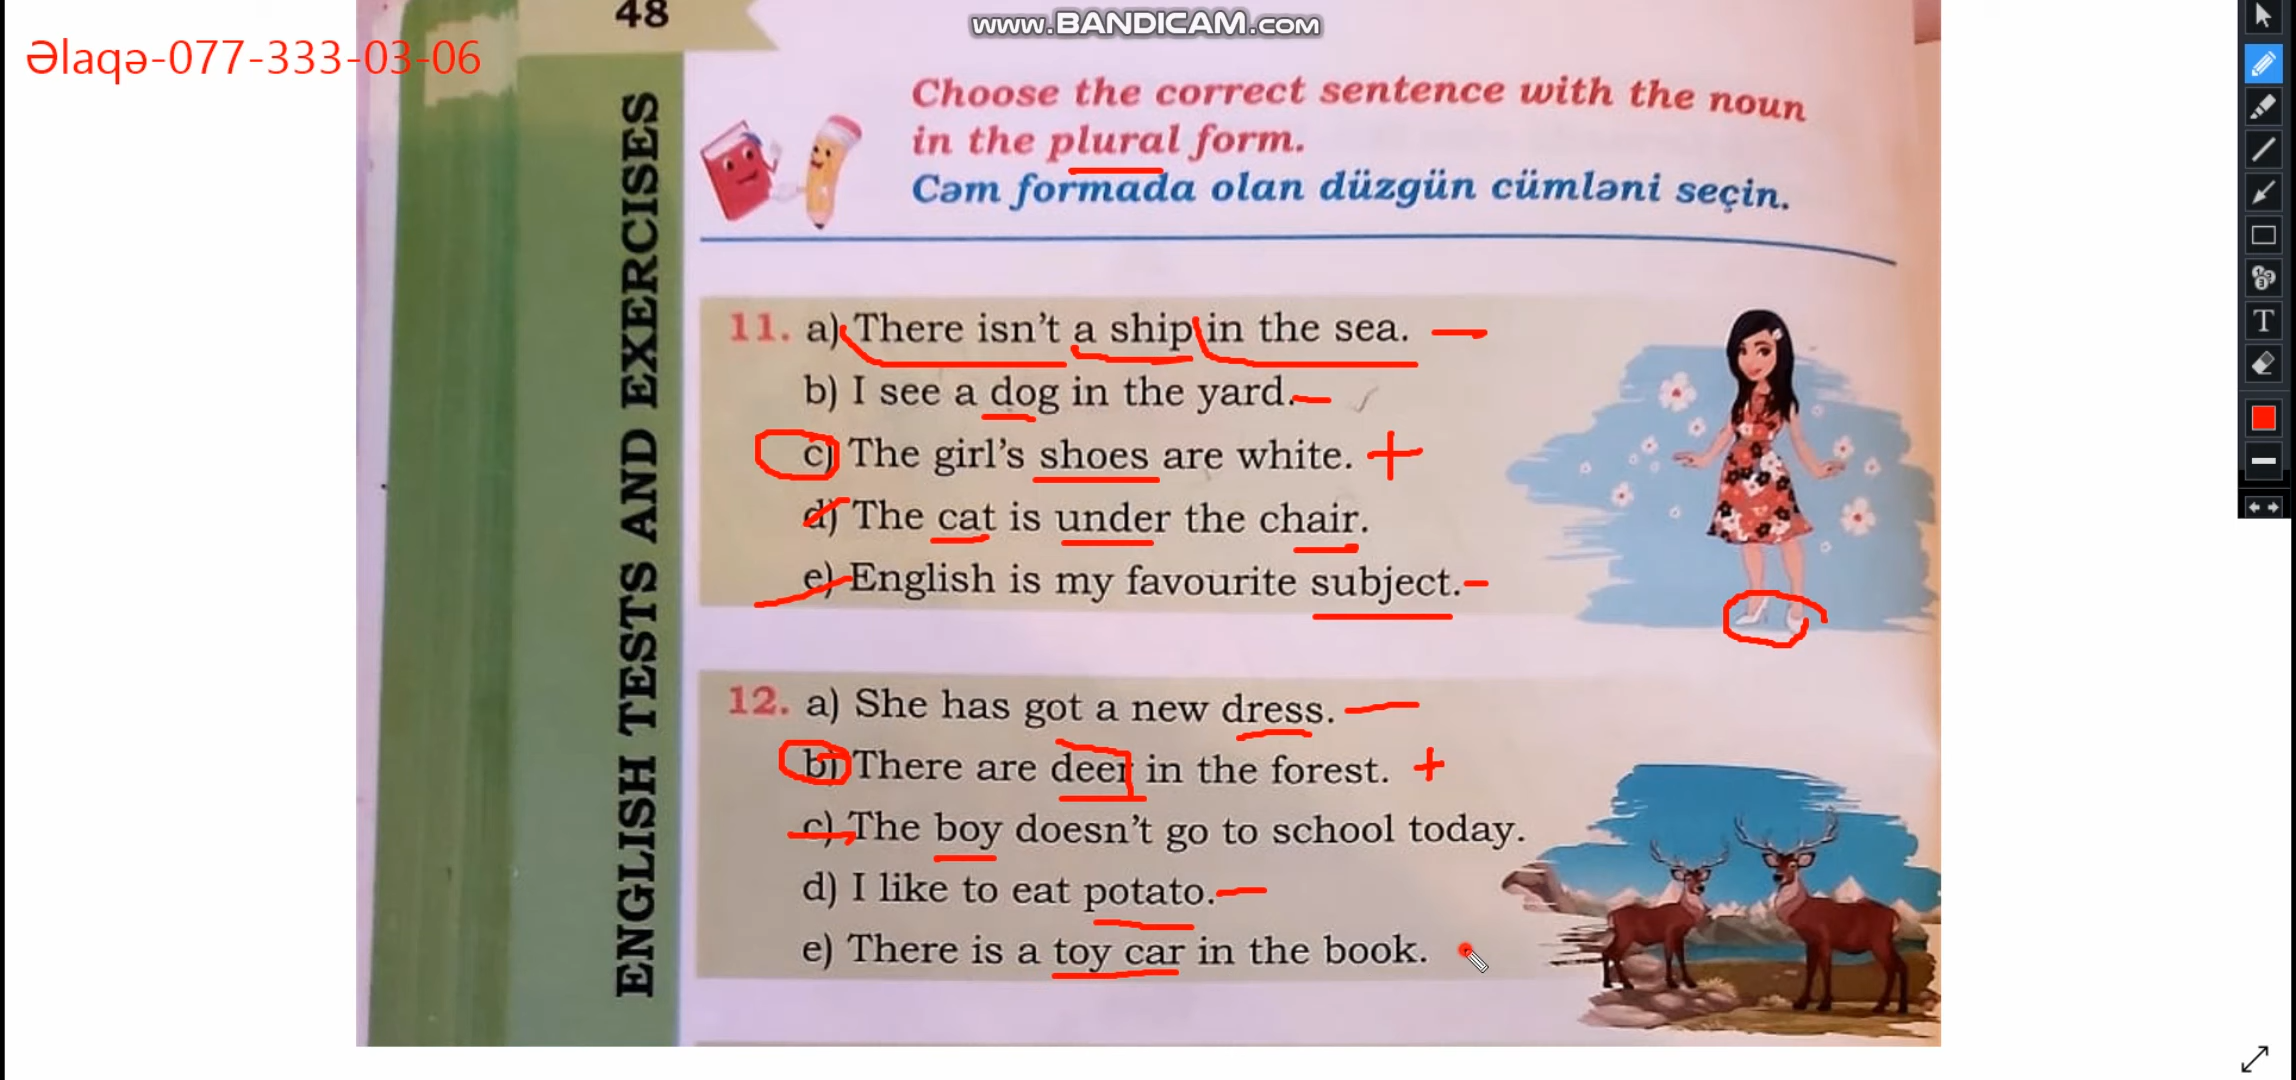 48
www.BANDICAM.com
Əlaqə-077-333-03-06
ENGLISH TESTS AND EXERCISES
Choose the correct sentence with the noun
in the plural form.
Cəm formada olan düzgün cümləni seçin.
11. a) There isn't a ship in the sea.
b) I see a dog in the yard.
c) The girl's shoes are white.
d) The cat is under the chair.
e) English is my favourite subject.
12. a) She has got a new dress.
b) There are deer in the forest.
c) The boy doesn't go to school today.
d) I like to eat potato.
e) There is a toy car in the book.